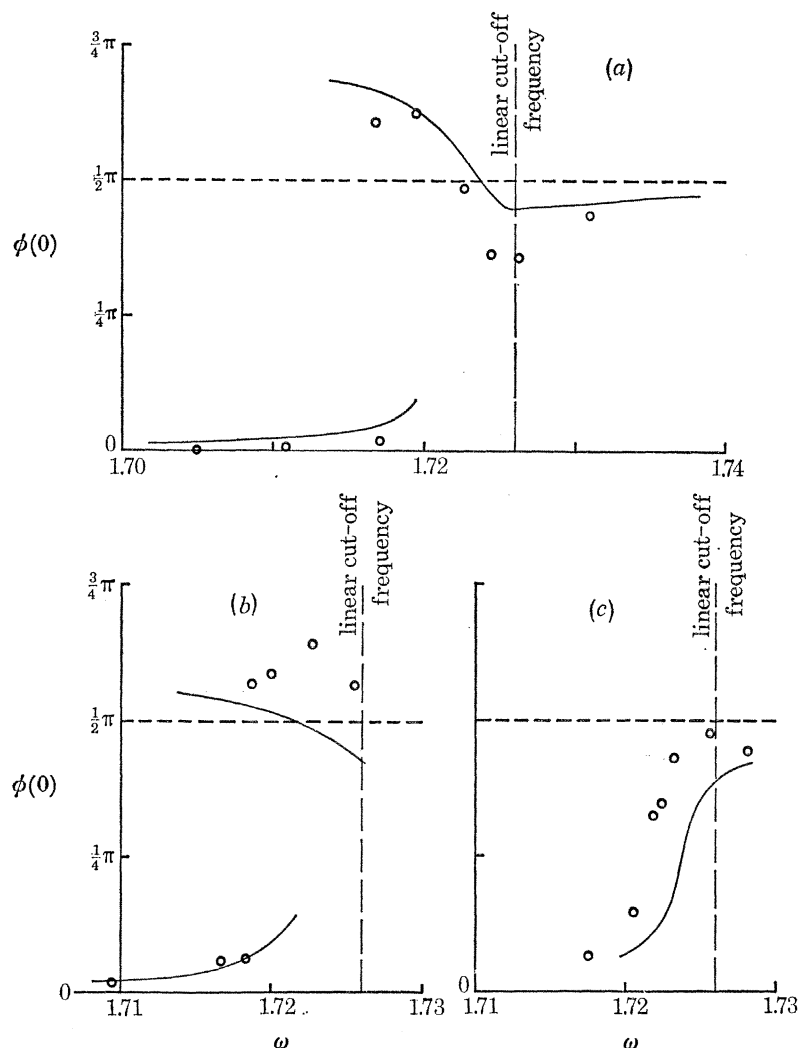 ¾π
linear cut-off
frequency
(a)
½π
ϕ(0)
¼π
0
1.70
1.72
1.74
¾π
linear cut-off
frequency
(b)
½π
ϕ(0)
¼π
0
1.71
1.72
1.73
ω
linear cut-off
frequency
(c)
0
1.71
1.72
1.73
ω